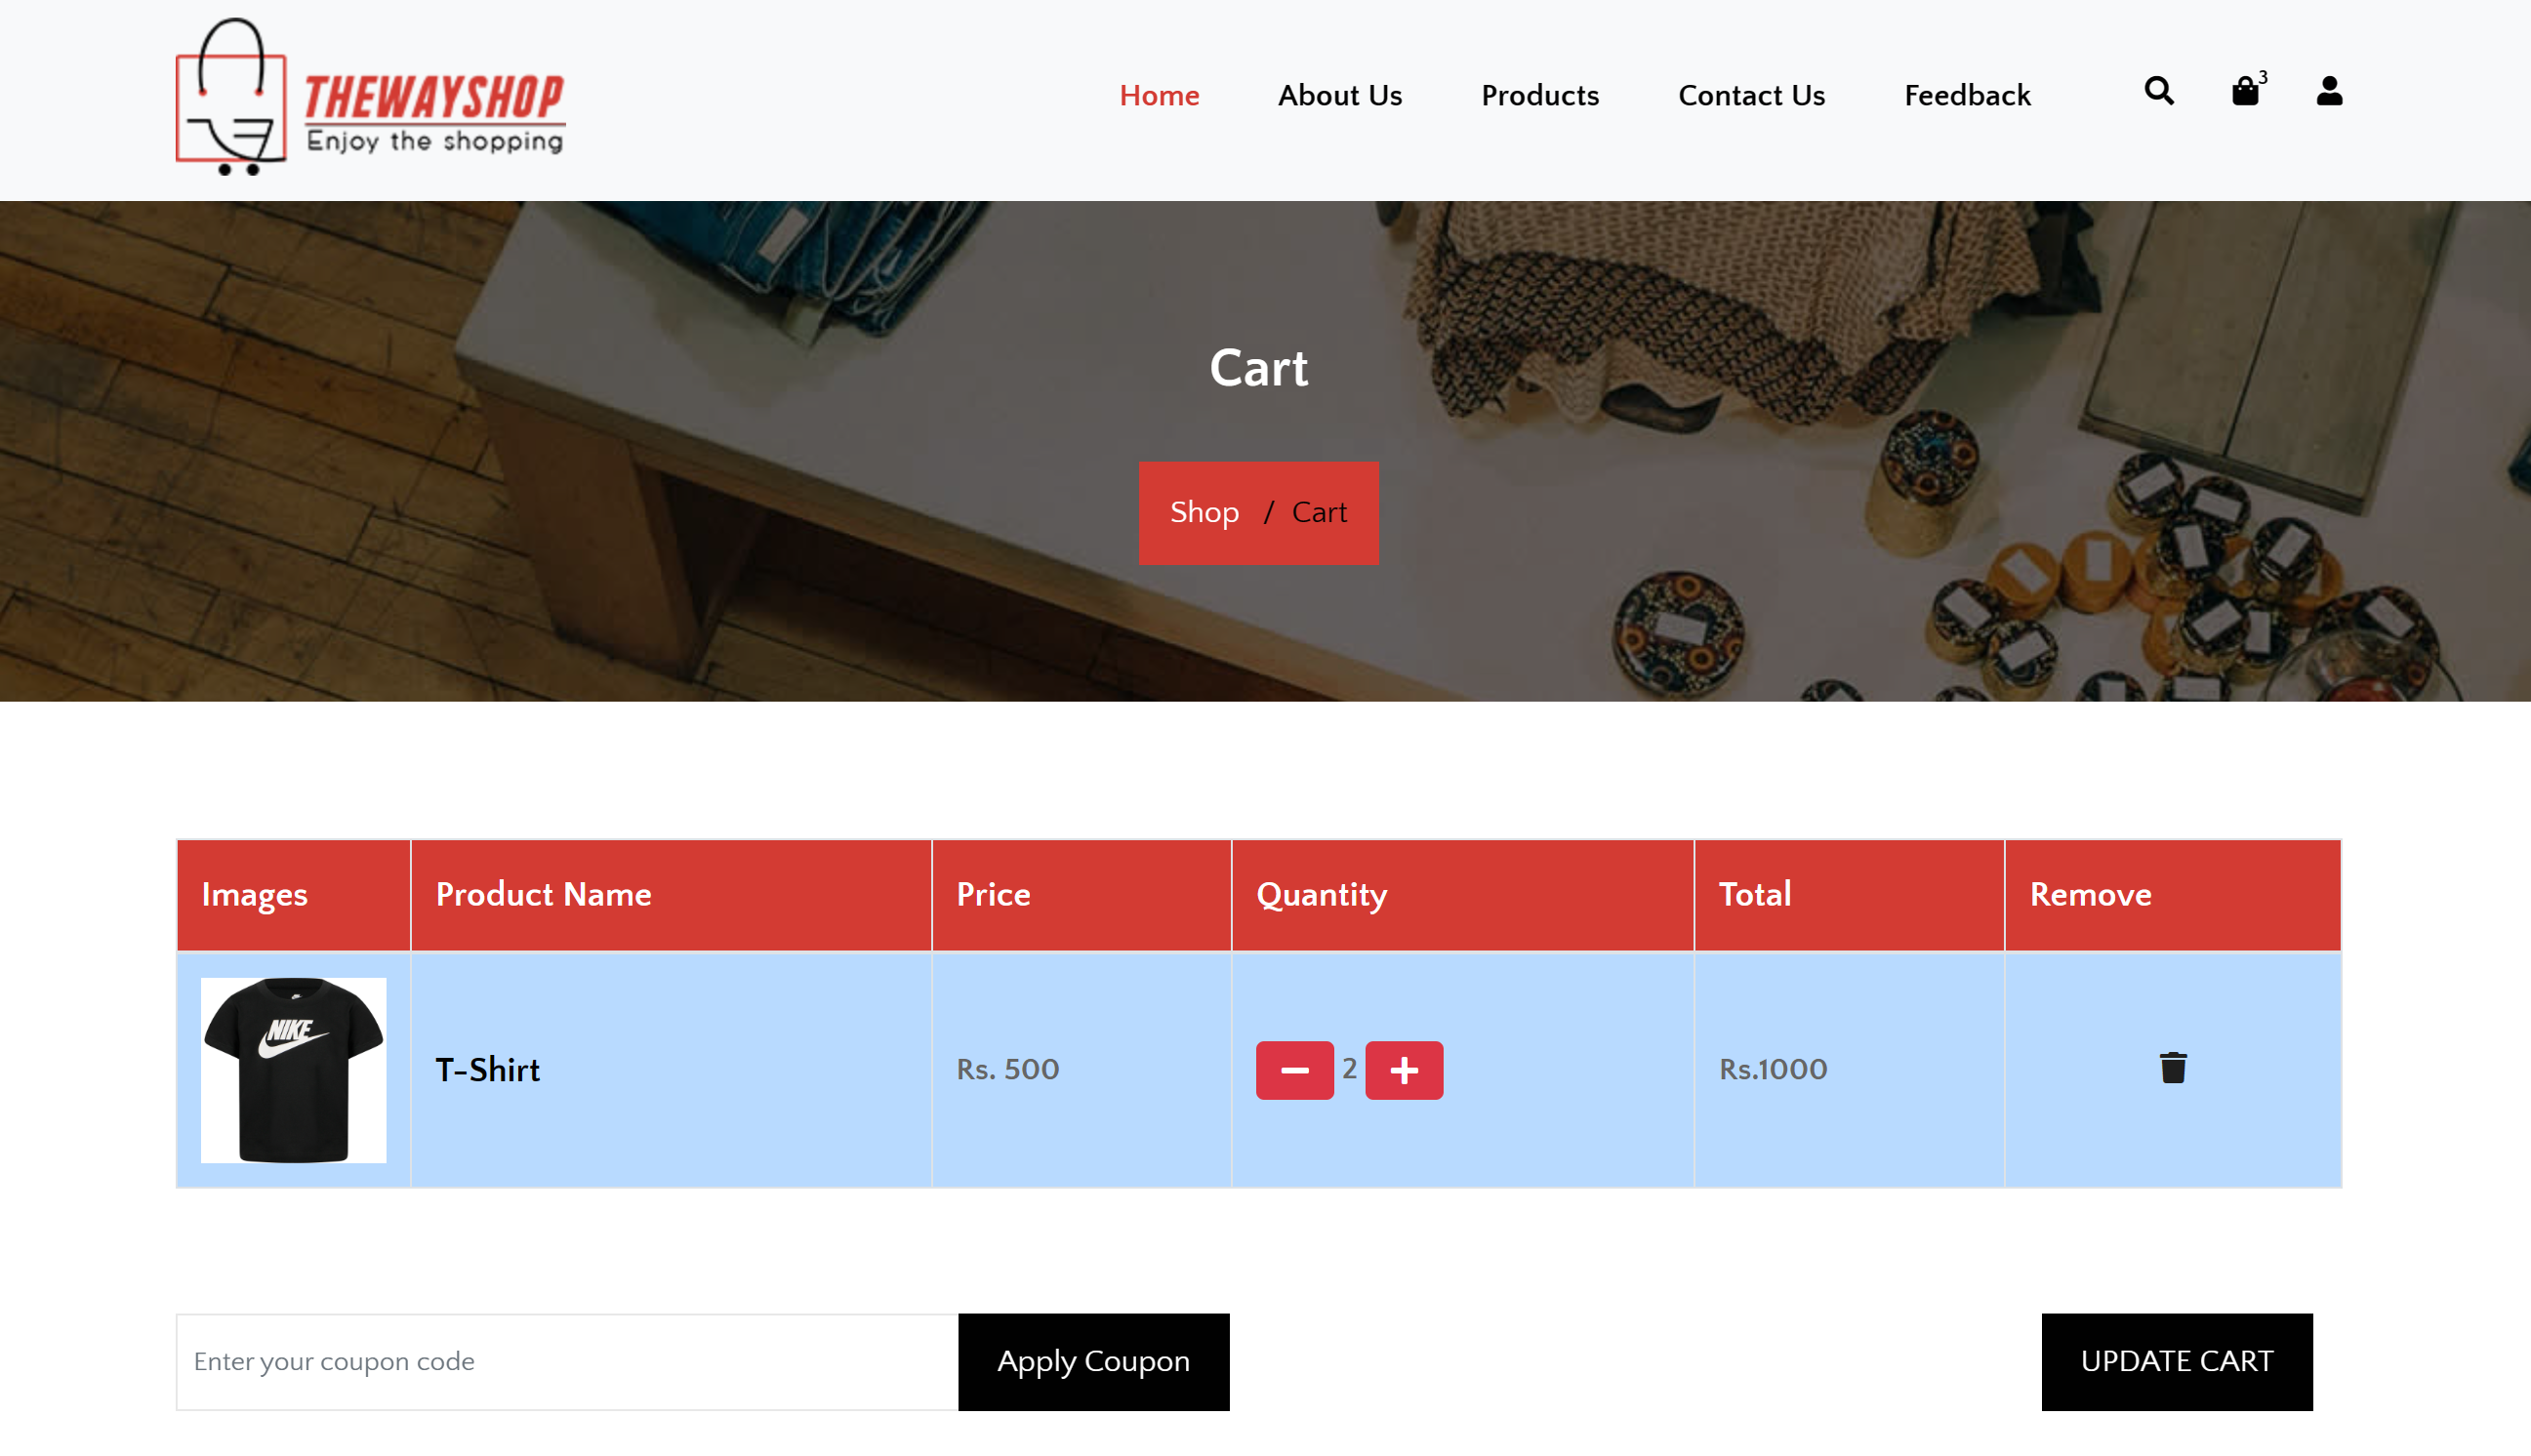 THEWAYSHOP
Enjoy the shopping
Home About Us Products Contact Us Feedback 3
Cart
Shop / Cart
Images Product Name Price Quantity Total Remove
NIKE
T-Shirt Rs. 500 2 Rs.1000
Enter your coupon code Apply Coupon UPDATE CART